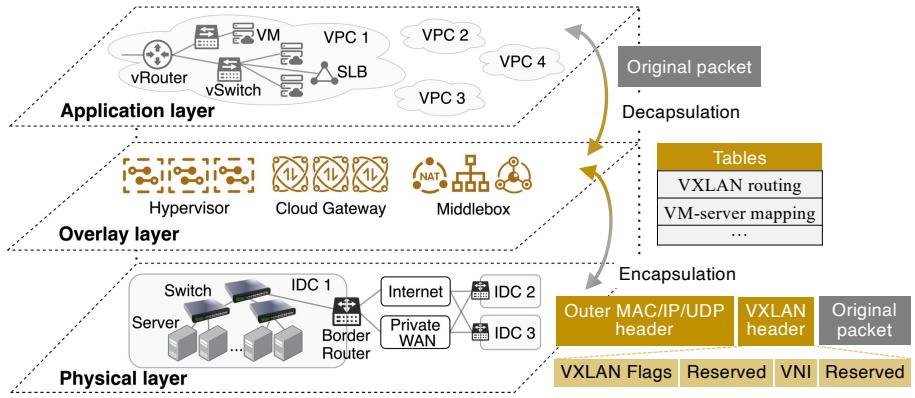 VM
VPC 1
VPC 2
VPC 4
SLB
vRouter
vSwitch
VPC 3
Application layer
Original packet
Decapsulation
NAT
Hypervisor
Cloud Gateway
Middlebox
Overlay layer
Tables
VXLAN routing
VM-server mapping
...
Encapsulation
Switch
IDC 1
Server
...
Border
Router
Internet
Private
WAN
IDC 2
IDC 3
Physical layer
Outer MAC/IP/UDP
header
VXLAN
header
Original
packet
VXLAN Flags
Reserved
VNI
Reserved